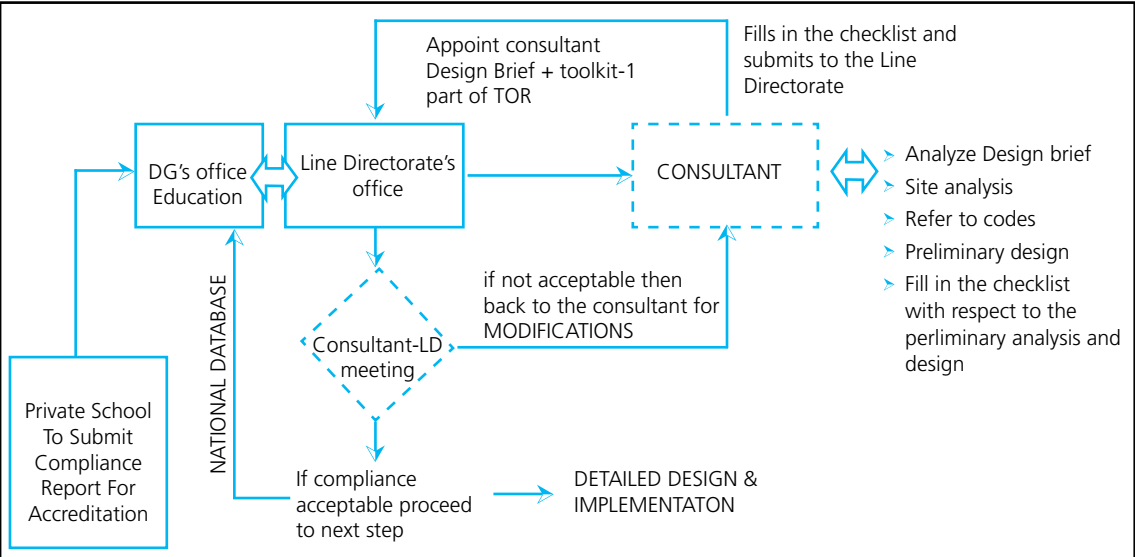 Appoint consultant
Design Brief + toolkit-1
part of TOR
Fills in the checklist and
submits to the Line
Directorate
DG's office
Education
Line Directorate's
office
CONSULTANT
Analyze Design brief
Site analysis
Refer to codes
Preliminary design
Fill in the checklist
with respect to the
perliminary analysis and
design
if not acceptable then
back to the consultant for
MODIFICATIONS
Consultant-LD
meeting
NATIONAL DATABASE
Private School
To Submit
Compliance
Report For
Accreditation
If compliance
acceptable proceed
to next step
DETAILED DESIGN &
IMPLEMENTATON